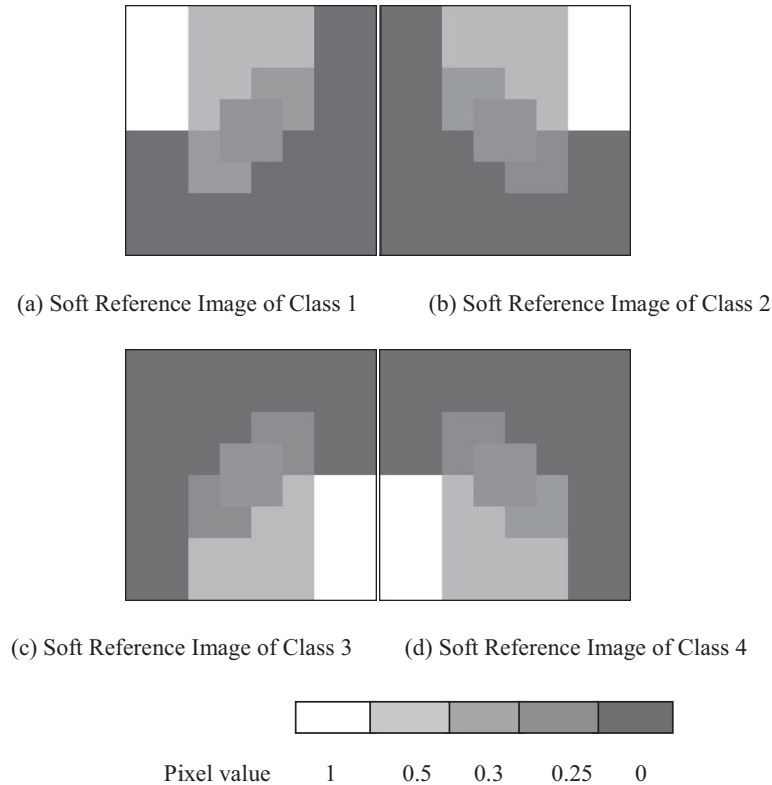 (a) Soft Reference Image of Class 1 (b) Soft Reference Image of Class 2
(c) Soft Reference Image of Class 3 (d) Soft Reference Image of Class 4
Pixel value 1 0.5 0.3 0.25 0